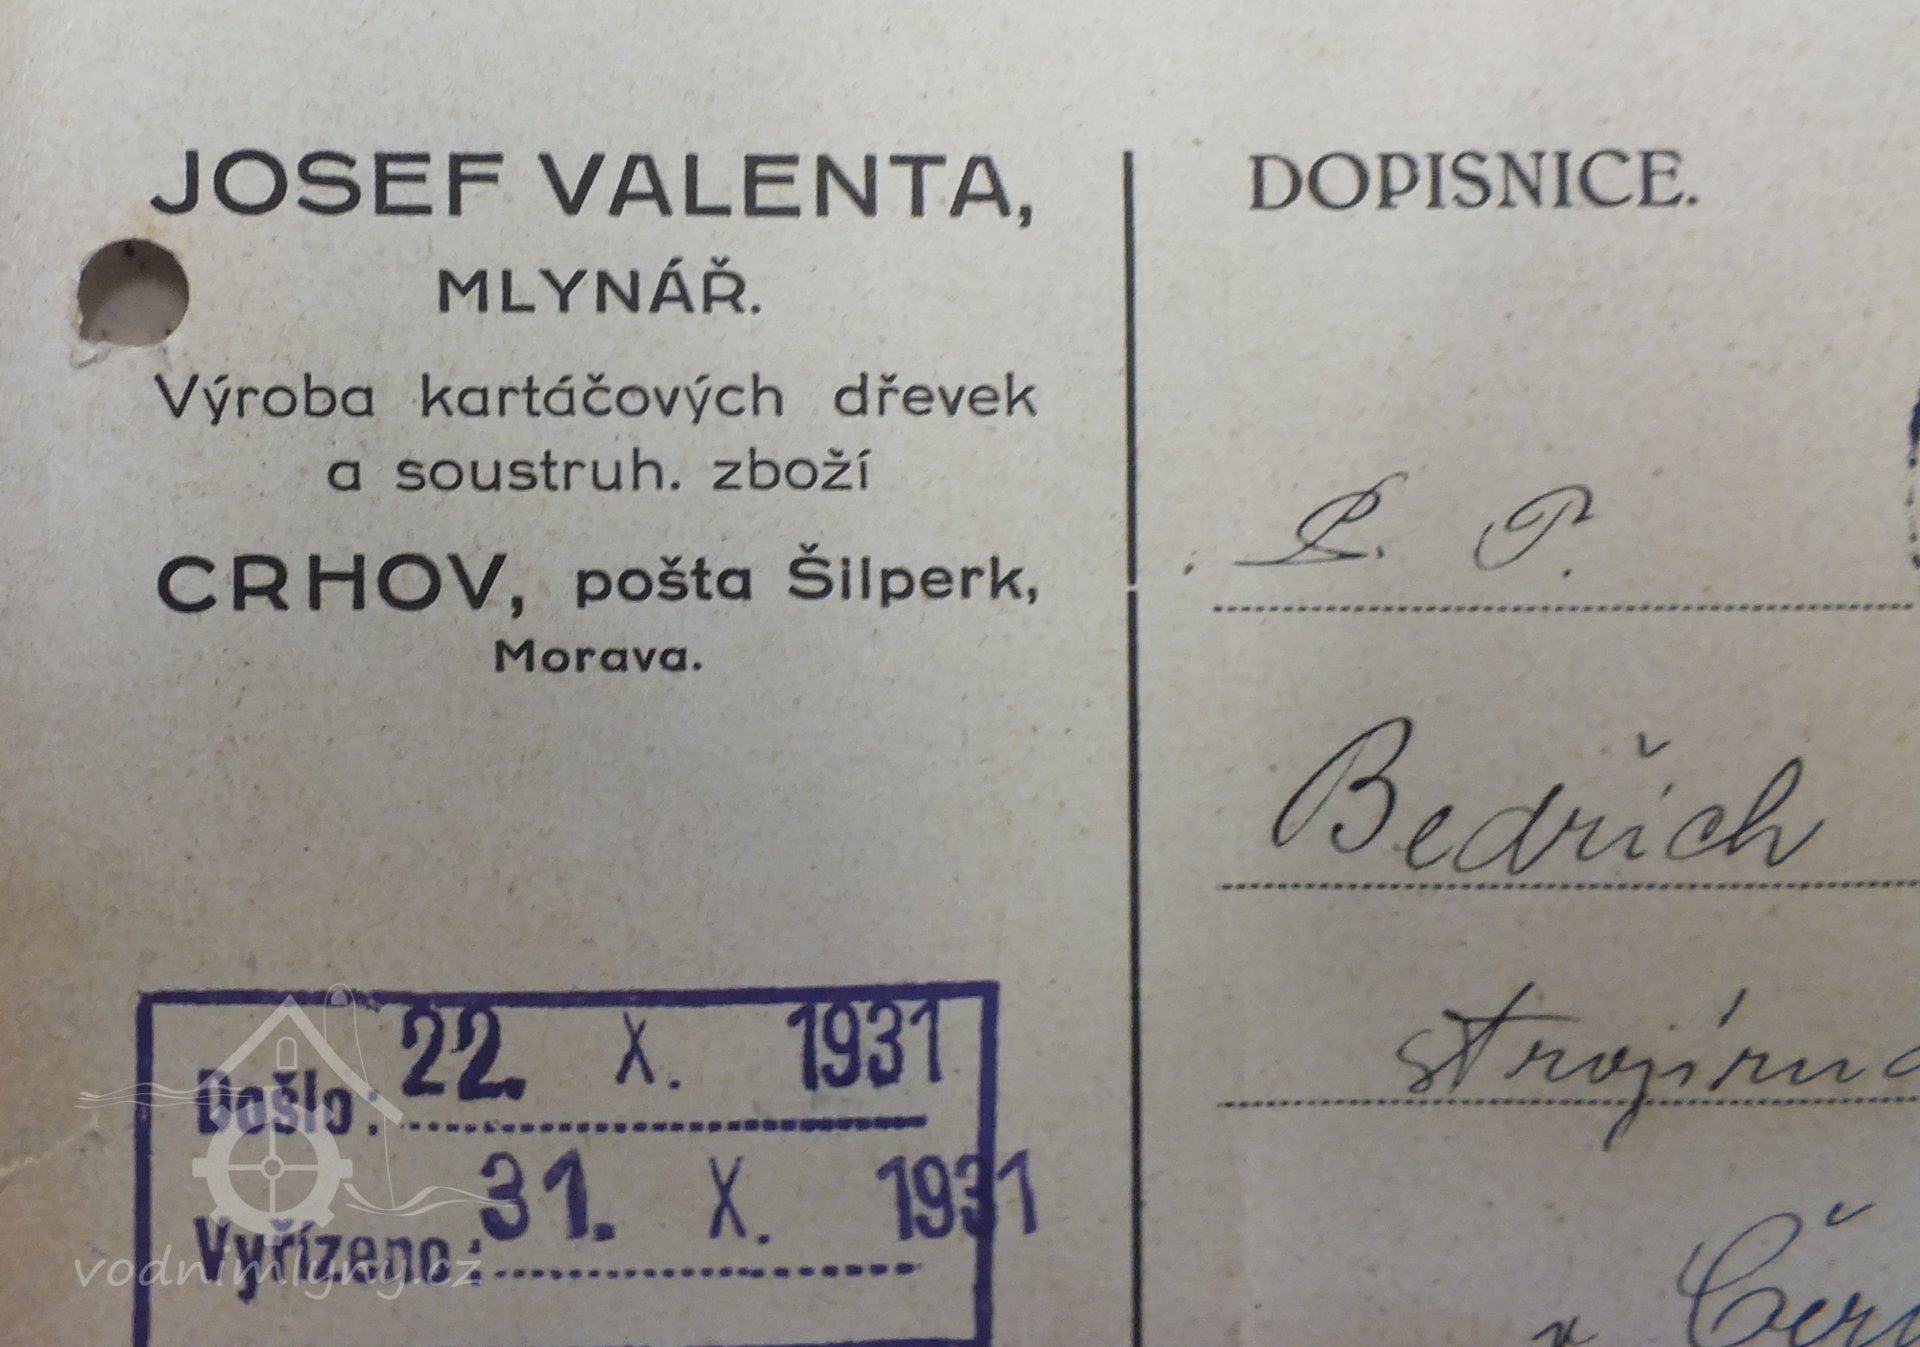 JOSEF VALENTA,
MLYNÁŘ.
Výroba kartáčových dřevek
a soustruh. zboží
CRHOV, pošta Šilperk,
Morava.
Došlo: 22. X. 1931
Vyřízeno: 31. X. 1931
vodnimlyny.cz
DOPISNICE.
P.
Bedřich
strojírna
v